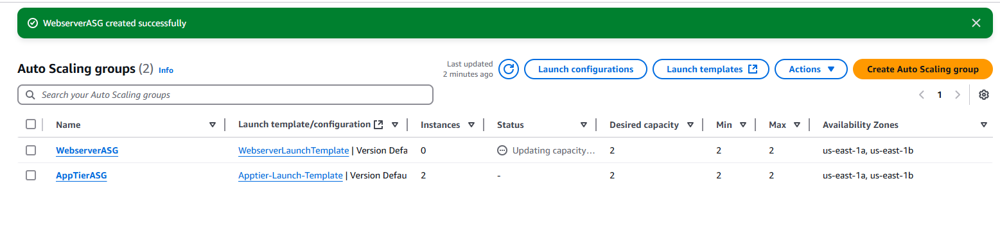 WebserverASG created successfully
Auto Scaling groups (2) Info
Last updated
2 minutes ago
Launch configurations
Launch templates
Actions
Create Auto Scaling group
Search your Auto Scaling groups
1
Name Launch template/configuration Instances Status Desired capacity Min Max Availability Zones
WebserverASG WebserverLaunchTemplate | Version Defa 0 Updating capacity... 2 2 2 us-east-1a, us-east-1b
AppTierASG Apptier-Launch-Template | Version Defau 2 - 2 2 2 us-east-1a, us-east-1b